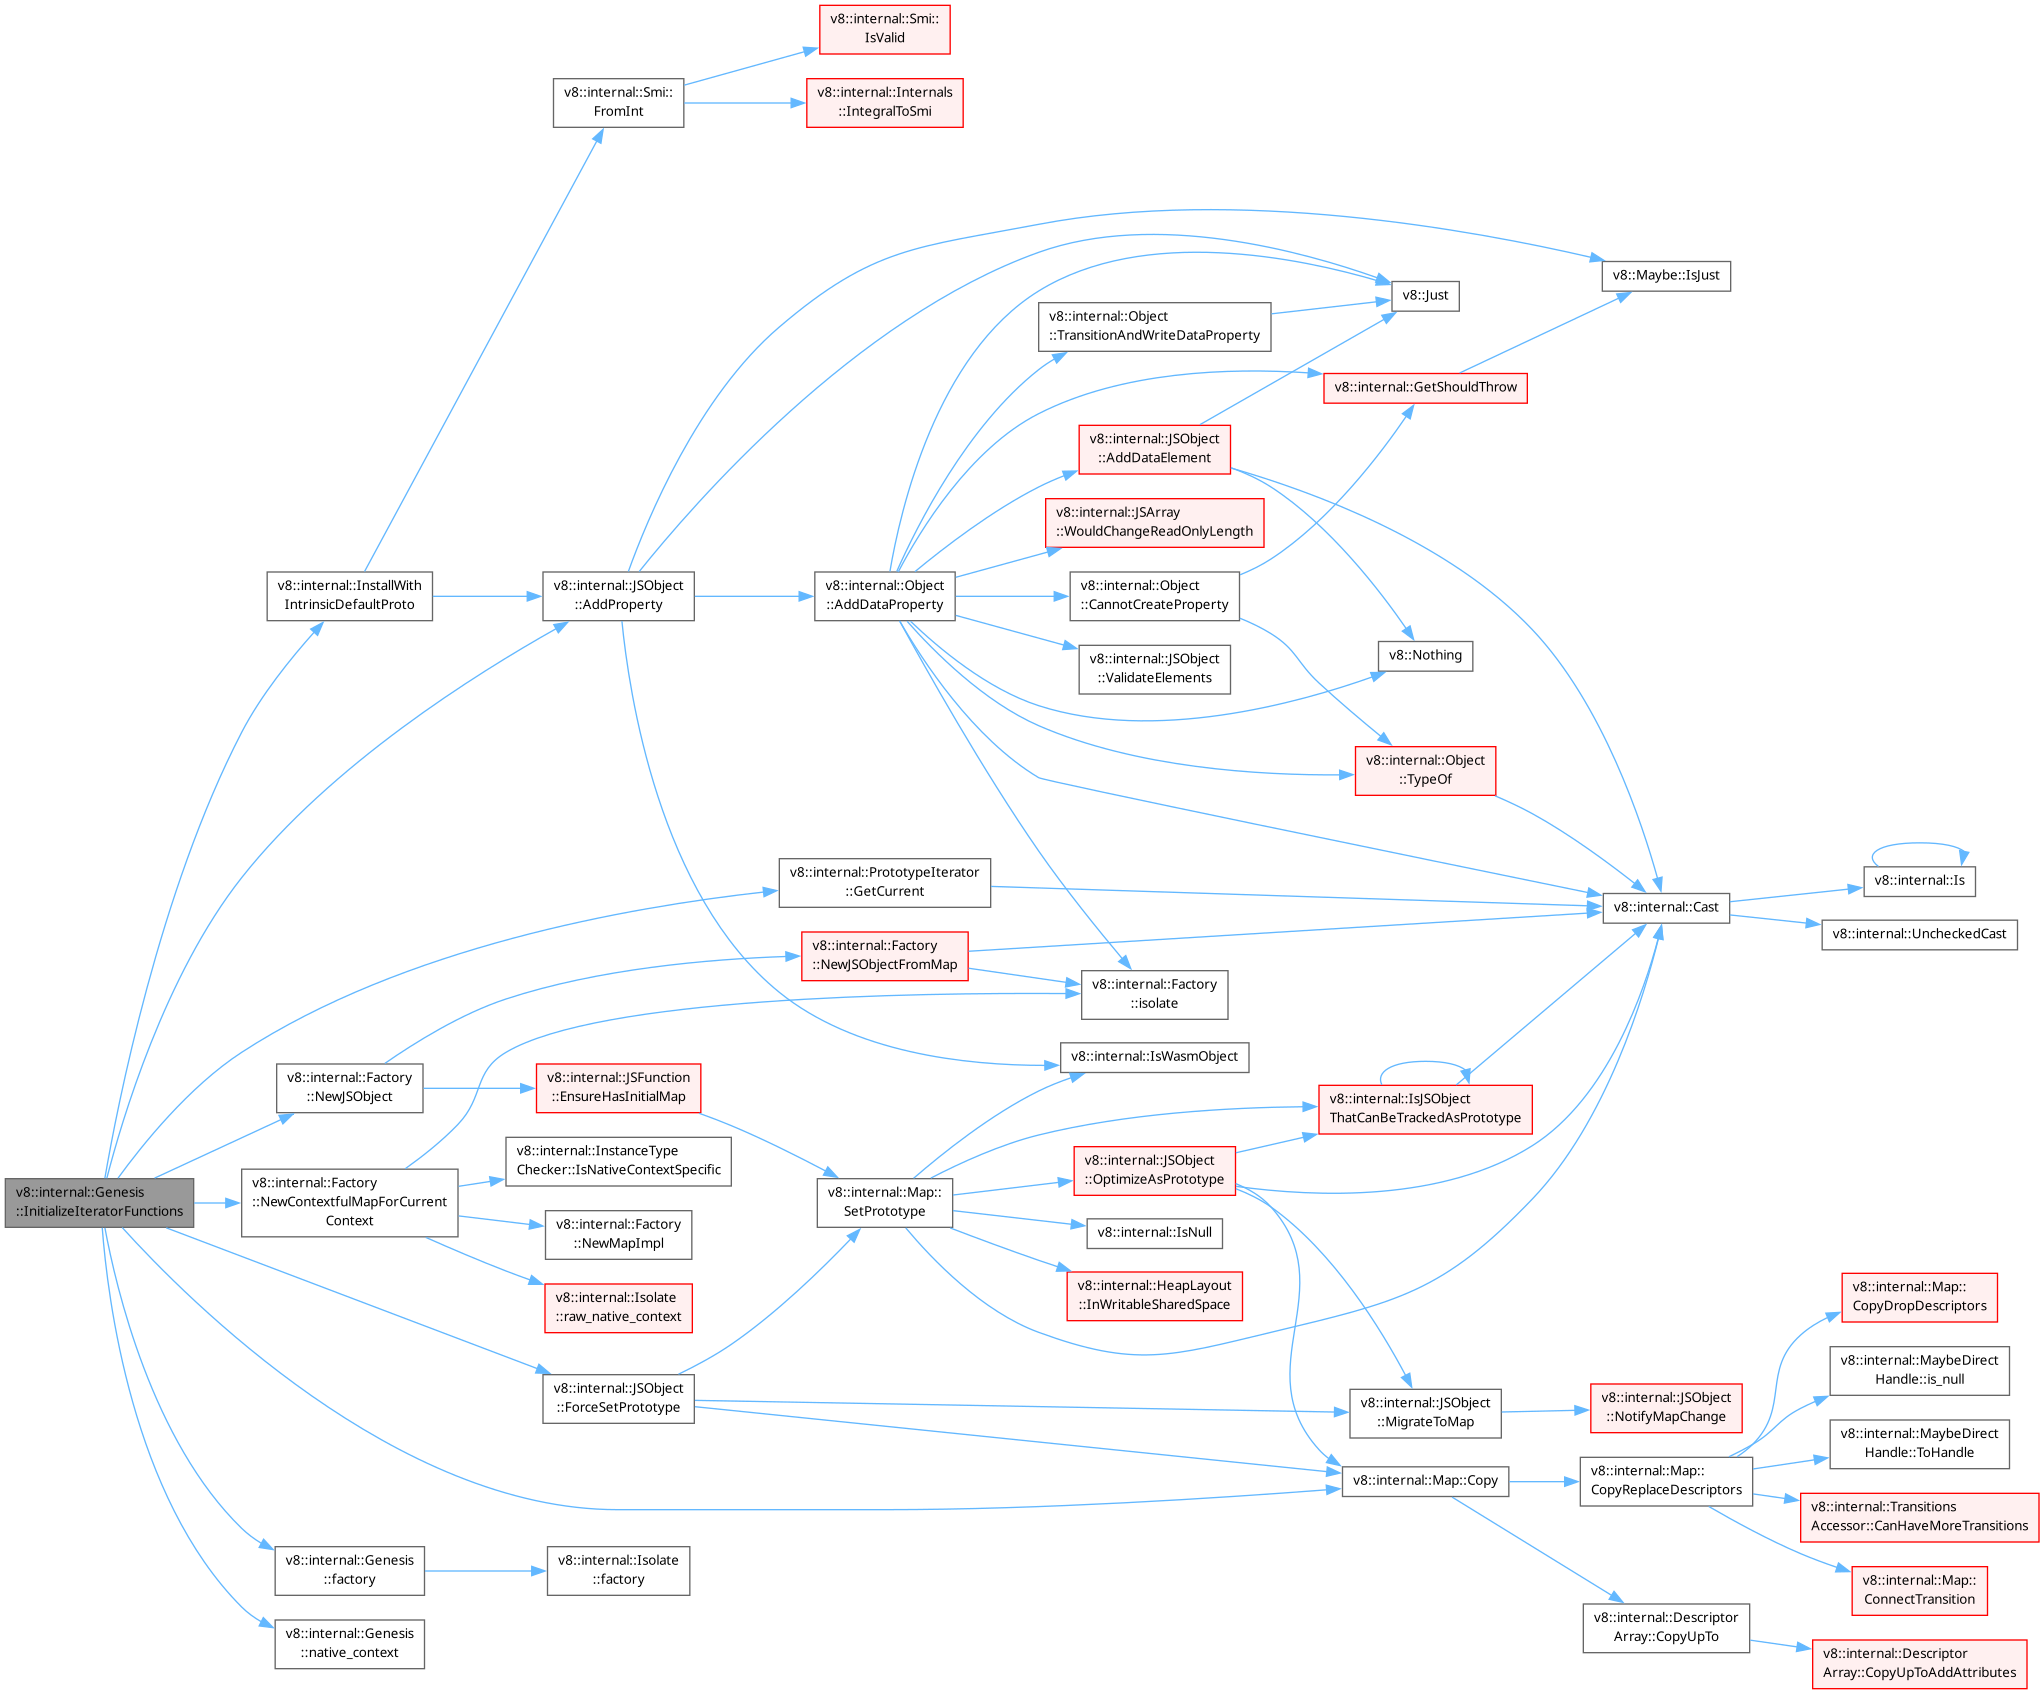 v8::internal::Smi::
IsValid
v8::internal::Smi::
FromInt
v8::internal::Internals
::IntegralToSmi
v8::Maybe::IsJust
v8::Just
v8::internal::Object
::TransitionAndWriteDataProperty
v8::internal::GetShouldThrow
v8::internal::JSObject
::AddDataElement
v8::internal::JSArray
::WouldChangeReadOnlyLength
v8::internal::InstallWith
IntrinsicDefaultProto
v8::internal::JSObject
::AddProperty
v8::internal::Object
::AddDataProperty
v8::internal::Object
::CannotCreateProperty
v8::internal::JSObject
::ValidateElements
v8::Nothing
v8::internal::Object
::TypeOf
v8::internal::PrototypeIterator
::GetCurrent
v8::internal::Is
v8::internal::Cast
v8::internal::UncheckedCast
v8::internal::Factory
::NewJSObjectFromMap
v8::internal::Factory
::isolate
v8::internal::IsWasmObject
v8::internal::Factory
::NewJSObject
v8::internal::JSFunction
::EnsureHasInitialMap
v8::internal::IsJSObject
ThatCanBeTrackedAsPrototype
v8::internal::InstanceType
Checker::IsNativeContextSpecific
v8::internal::JSObject
::OptimizeAsPrototype
v8::internal::Genesis
::InitializeIteratorFunctions
v8::internal::Factory
::NewContextfulMapForCurrent
Context
v8::internal::Map::
SetPrototype
v8::internal::Factory
::NewMapImpl
v8::internal::IsNull
v8::internal::Isolate
::raw_native_context
v8::internal::HeapLayout
::InWritableSharedSpace
v8::internal::Map::
CopyDropDescriptors
v8::internal::MaybeDirect
Handle::is_null
v8::internal::JSObject
::ForceSetPrototype
v8::internal::JSObject
::MigrateToMap
v8::internal::JSObject
::NotifyMapChange
v8::internal::MaybeDirect
Handle::ToHandle
v8::internal::Map::Copy
v8::internal::Map::
CopyReplaceDescriptors
v8::internal::Transitions
Accessor::CanHaveMoreTransitions
v8::internal::Genesis
::factory
v8::internal::Isolate
::factory
v8::internal::Map::
ConnectTransition
v8::internal::Genesis
::native_context
v8::internal::Descriptor
Array::CopyUpTo
v8::internal::Descriptor
Array::CopyUpToAddAttributes